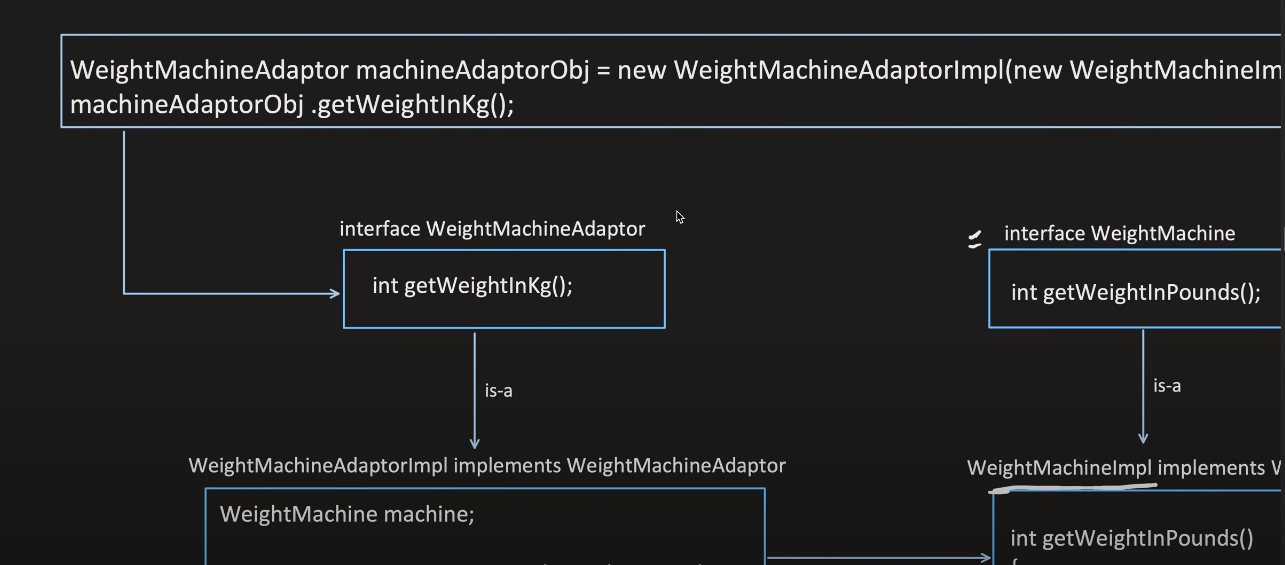 WeightMachineAdaptor machineAdaptorObj = new WeightMachineAdaptorImpl(new WeightMachineIm
machineAdaptorObj .getWeightInKg();
interface WeightMachineAdaptor
interface WeightMachine
int getWeightInKg();
int getWeightInPounds();
is-a
is-a
WeightMachineAdaptorImpl implements WeightMachineAdaptor
WeightMachineImpl implements W
WeightMachine machine;
int getWeightInPounds()
{